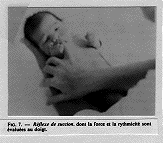 FIG. 7. — Réflexe de succion, dont la force et la rythmicité sont
évaluées au doigt.